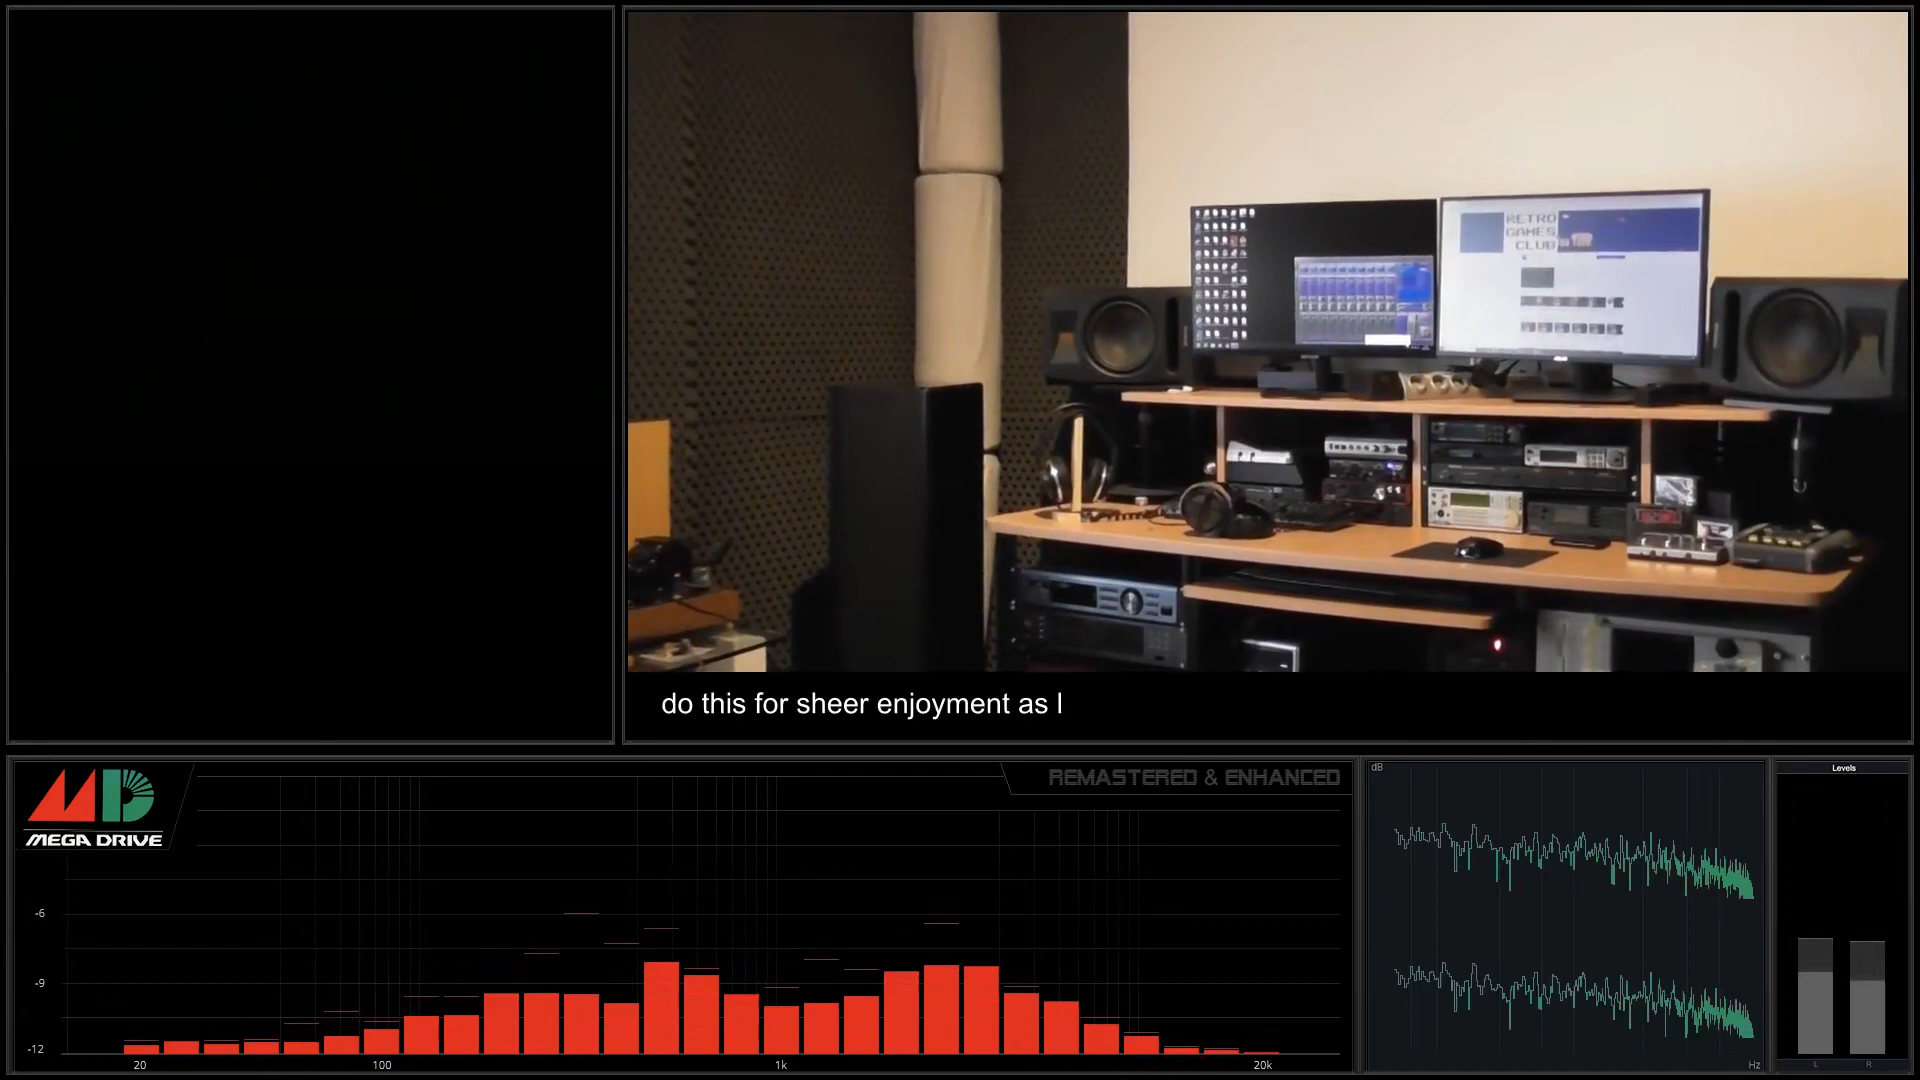 RETRO
GAMES
CLUB
do this for sheer enjoyment as I
MEGA DRIVE
REMASTERED & ENHANCED
-6
-9
-12
20
100
1k
20k
dB
Hz
Levels
L
R